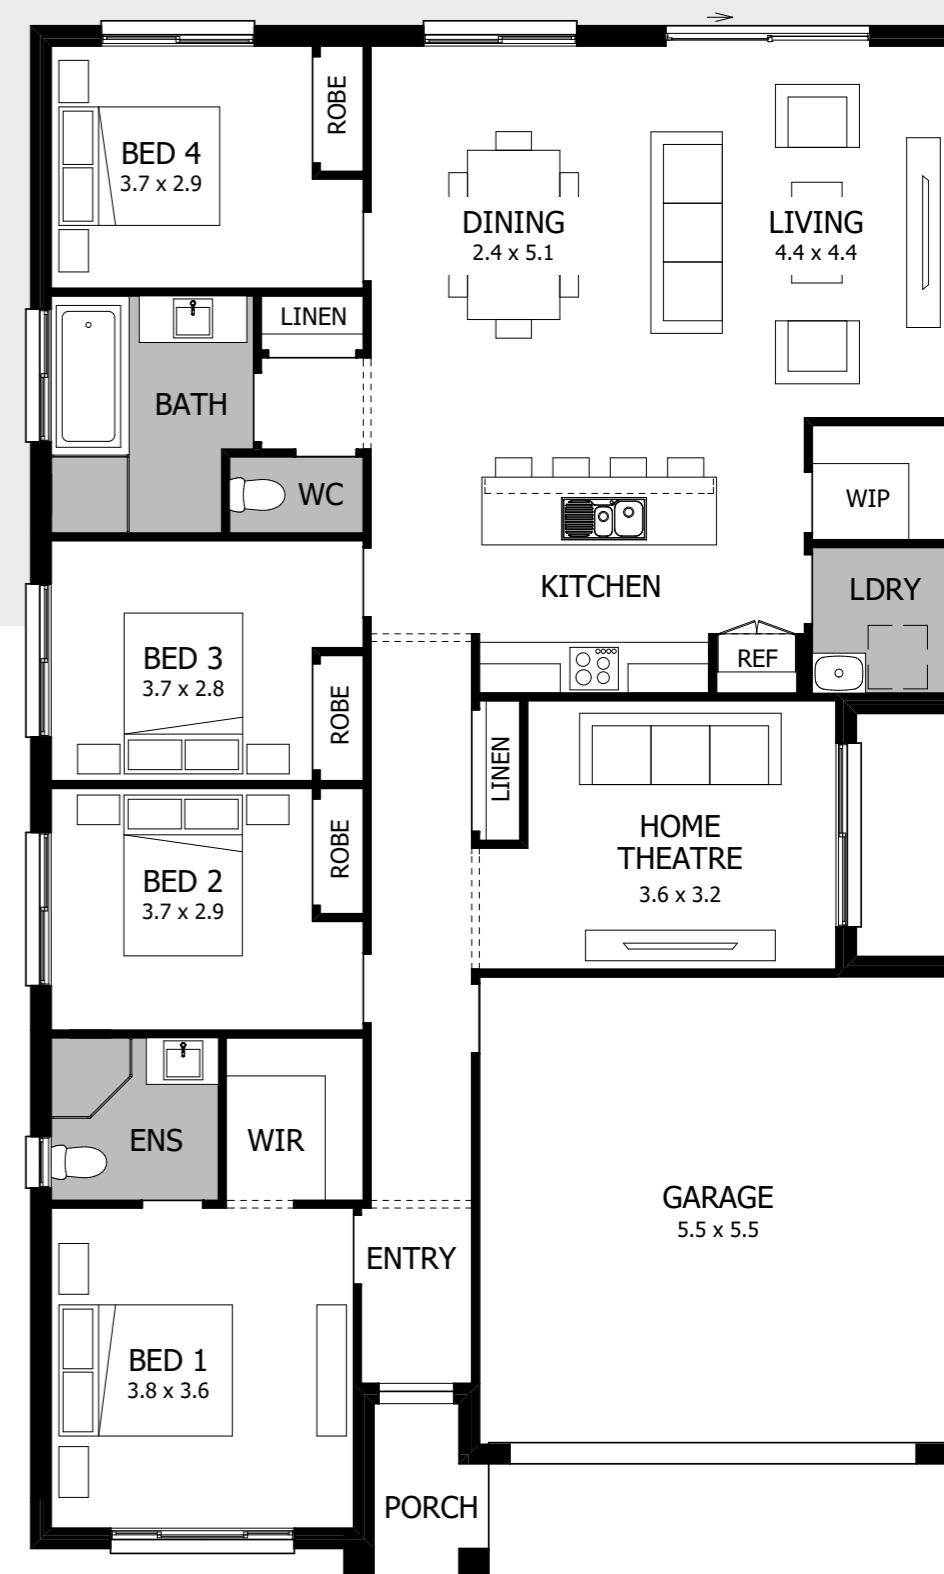 ROBE
BED 4
3.7 x 2.9
DINING
2.4 x 5.1
LIVING
4.4 x 4.4
LINEN
BATH
WC
WIP
KITCHEN
LDRY
BED 3
3.7 x 2.8
REF
ROBE
LINEN
HOME
THEATRE
3.6 x 3.2
ROBE
BED 2
3.7 x 2.9
ENS
WIR
GARAGE
5.5 x 5.5
ENTRY
BED 1
3.8 x 3.6
PORCH